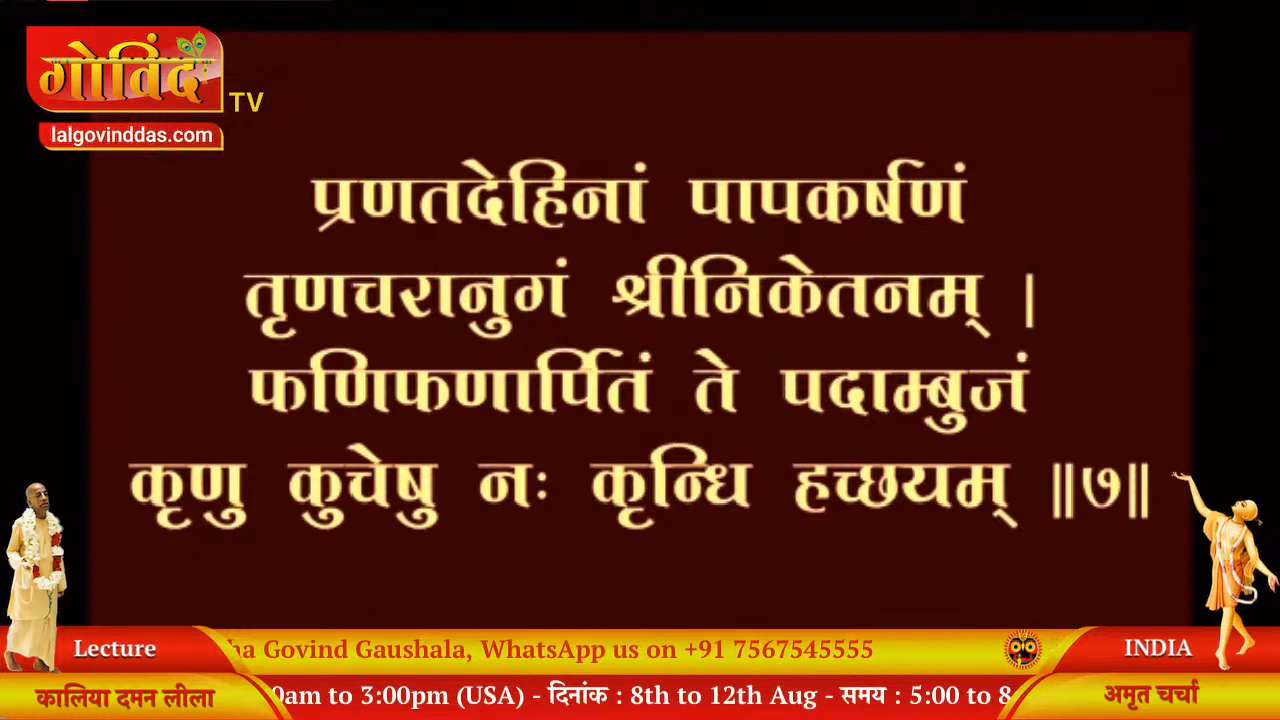 गोविंद
TV
lalgovinddas.com
प्रणतदेहिनां पापकर्षणं
तृणचरानुगं श्रीनिकेतनम् |
फणिफणार्पितं ते पदाम्बुजं
कृणु कुचेषु नः कृन्धि हृच्छयम् ||७||
Lecture
Govind Gaushala, WhatsApp us on +91 7567545555
INDIA
कालिया दमन लीला
to 3:00pm (USA) - दिनांक : 8th to 12th Aug - समय : 5:00 to
अमृत चर्चा